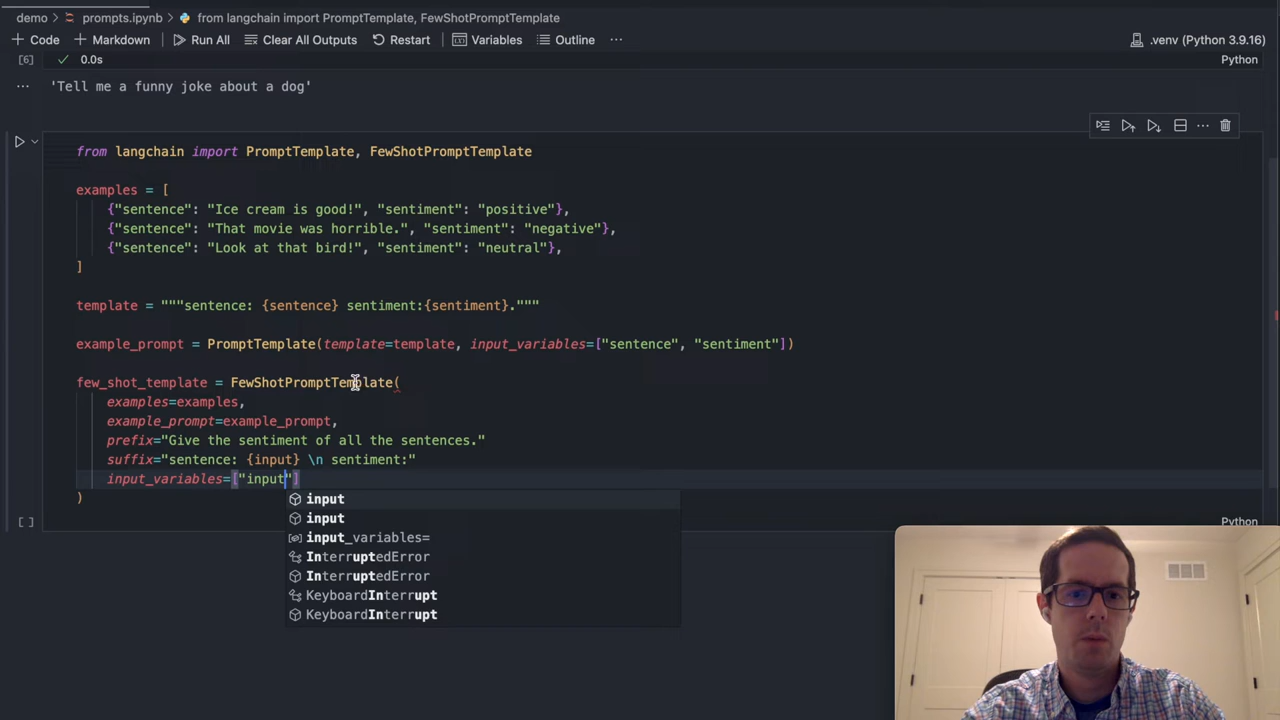 demo > prompts.ipynb > from langchain import PromptTemplate, FewShotPromptTemplate
+ Code + Markdown Run All Clear All Outputs Restart Variables Outline ... .venv (Python 3.9.16)
[6] ✓ 0.0s Python
... 'Tell me a funny joke about a dog'
from langchain import PromptTemplate, FewShotPromptTemplate
examples = [
{"sentence": "Ice cream is good!", "sentiment": "positive"},
{"sentence": "That movie was horrible.", "sentiment": "negative"},
{"sentence": "Look at that bird!", "sentiment": "neutral"},
]
template = """sentence: {sentence} sentiment:{sentiment}."""
example_prompt = PromptTemplate(template=template, input_variables=["sentence", "sentiment"])
few_shot_template = FewShotPromptTemplate(
examples=examples,
example_prompt=example_prompt,
prefix="Give the sentiment of all the sentences."
suffix="sentence: {input} \n sentiment:"
input_variables=["input"]
)
input
input
input_variables=
InterruptedError
InterruptedError
KeyboardInterrupt
KeyboardInterrupt
[ ] Python